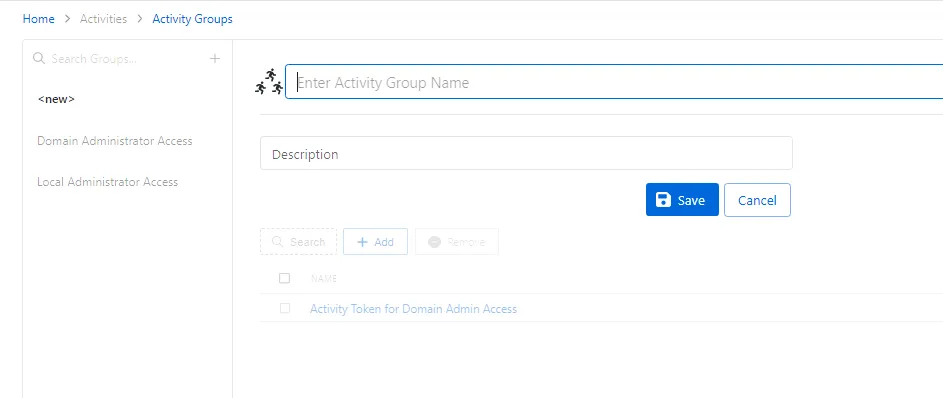 Home > Activities > Activity Groups
Search Groups...
<new>
Domain Administrator Access
Local Administrator Access
Enter Activity Group Name
Description
Save Cancel
Search Add Remove
NAME
Activity Token for Domain Admin Access